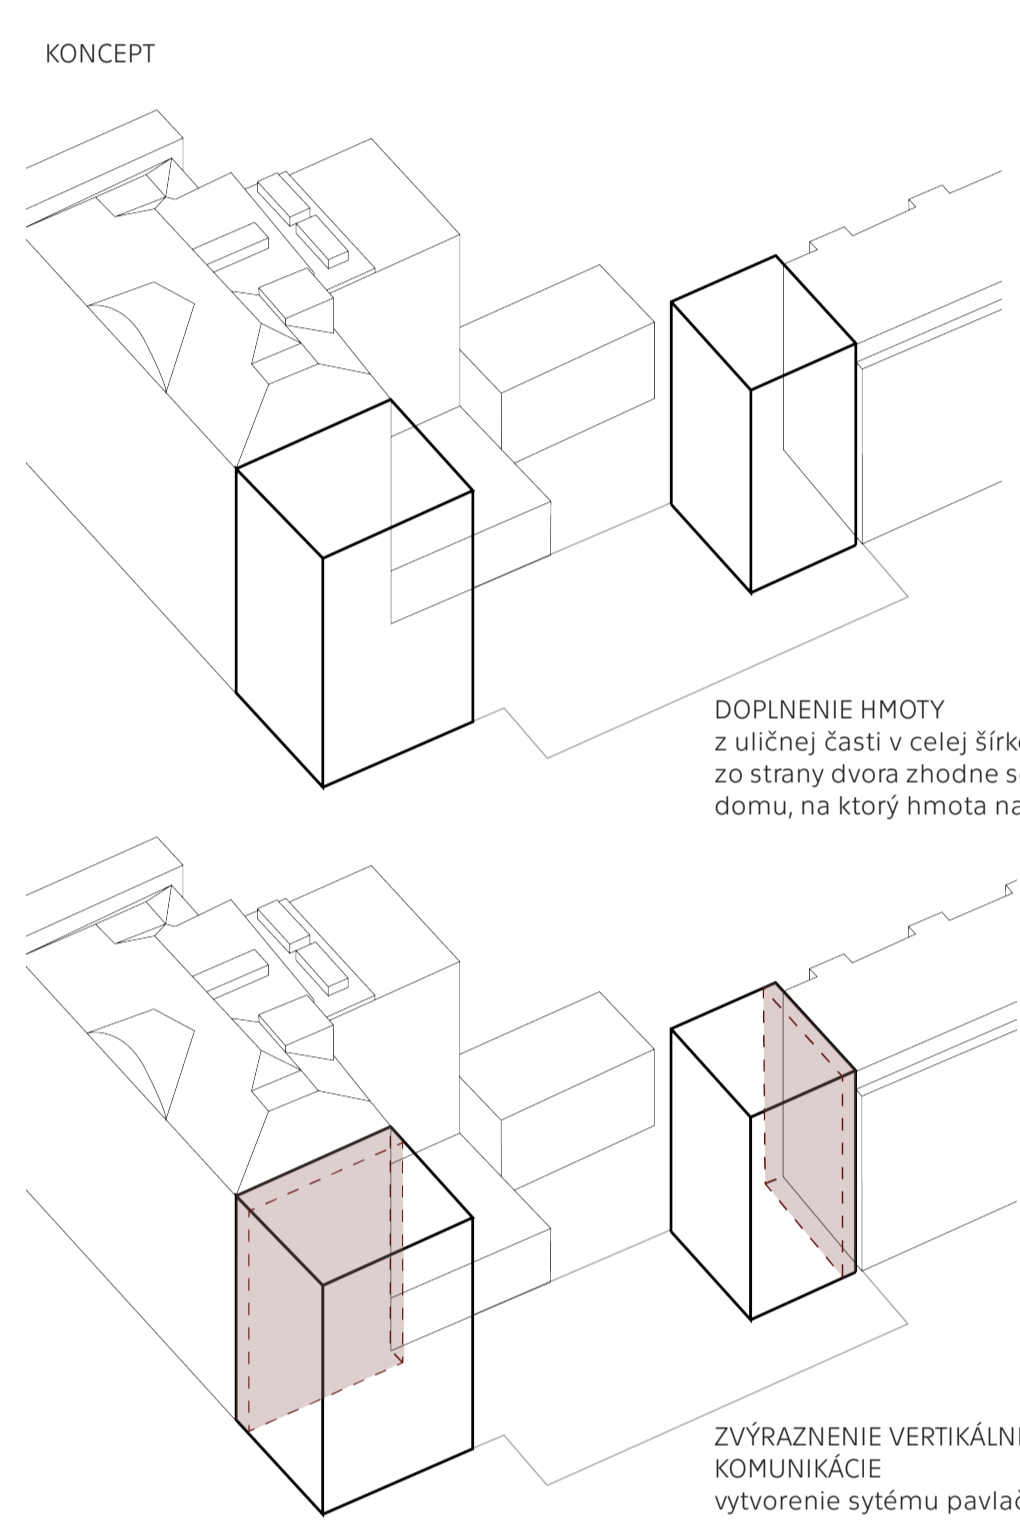 KONCEPT
DOPLNENIE HMOTY
z uličnej časti v celej
zo strany dvora zhodne
domu, na ktorý hmota
ZVÝRAZNENIE
KOMUNIKÁCIE
vytvorenie sytému